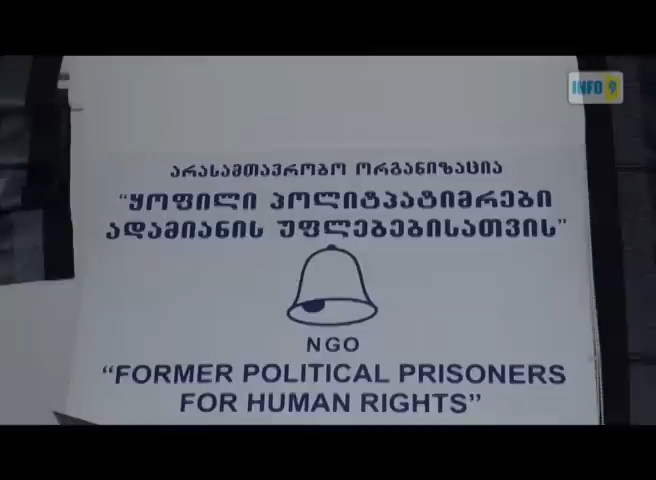 INFO 9
არასამთავრობო ორგანიზაცია
"ყოფილი პოლიტპატიმრები
ადამიანის უფლებებისათვის"
NGO
"FORMER POLITICAL PRISONERS
FOR HUMAN RIGHTS"